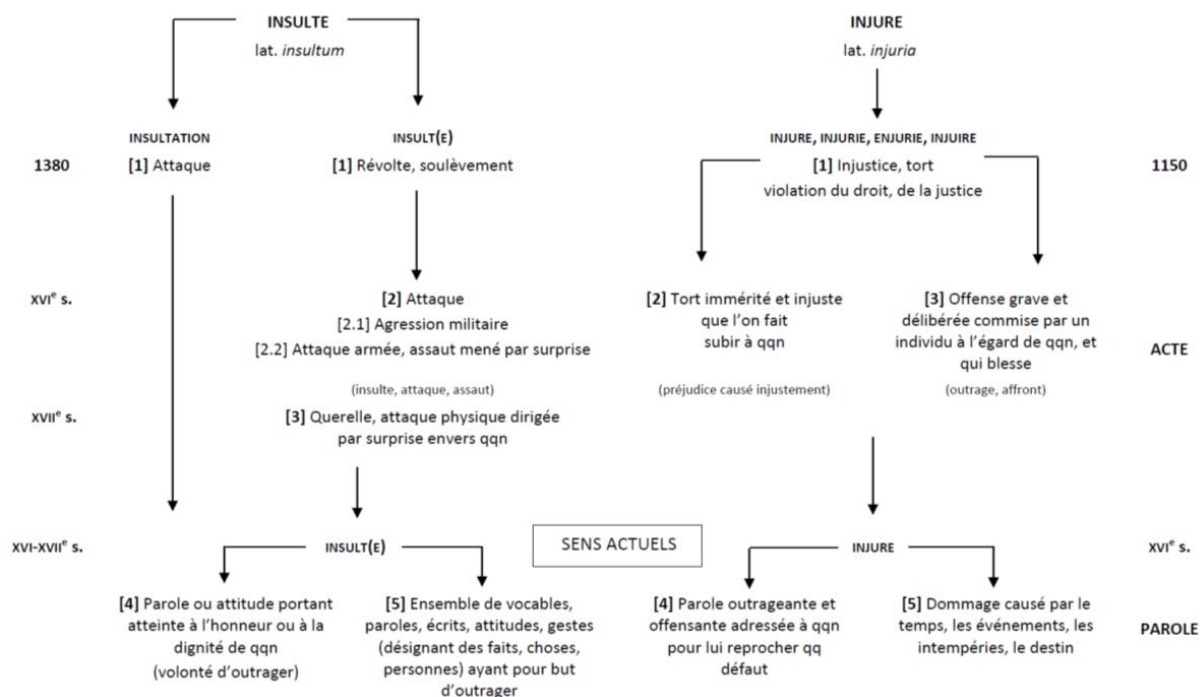 INSULTE
lat. insultum
INJURE
lat. injuria
INSULTATION
1380
[1] Attaque
INSULT(E)
[1] Révolte, soulèvement
INJURE, INJURIE, ENJURIE, INJUIRE
[1] Injustice, tort
violation du droit, de la justice
1150
XVIe s.
[2] Attaque
[2.1] Agression militaire
[2.2] Attaque armée, assaut mené par surprise
(insulte, attaque, assaut)
[2] Tort immérité et injuste
que l'on fait
subir à qqn
(préjudice causé injustement)
[3] Offense grave et
délibérée commise par un
individu à l'égard de qqn, et
qui blesse
(outrage, affront)
ACTE
XVIIe s.
[3] Querelle, attaque physique dirigée
par surprise envers qqn
XVI-XVIIe s.
INSULT(E)
SENS ACTUELS
INJURE
XVIe s.
[4] Parole ou attitude portant
atteinte à l'honneur ou à la
dignité de qqn
(volonté d'outrager)
[5] Ensemble de vocables,
paroles, écrits, attitudes, gestes
(désignant des faits, choses,
personnes) ayant pour but
d'outrager
[4] Parole outrageante et
offensante adressée à qqn
pour lui reprocher qq
défaut
[5] Dommage causé par le
temps, les événements, les
intempéries, le destin
PAROLE